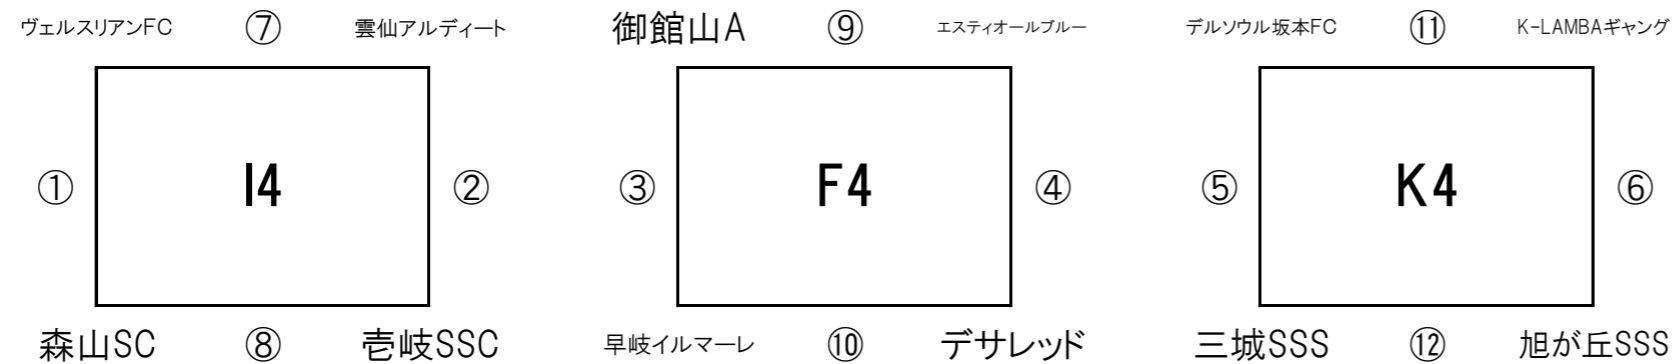 ヴェルスリアンFC ⑦ 雲仙アルディート 御館山A ⑨ エスティオールブルー デルソウル坂本FC ⑪ K-LAMBAギャング
① I4 ② ③ F4 ④ ⑤ K4 ⑥
森山SC ⑧ 壱岐SSC 早岐イルマーレ ⑩ デサレッド 三城SSS ⑫ 旭が丘SSS